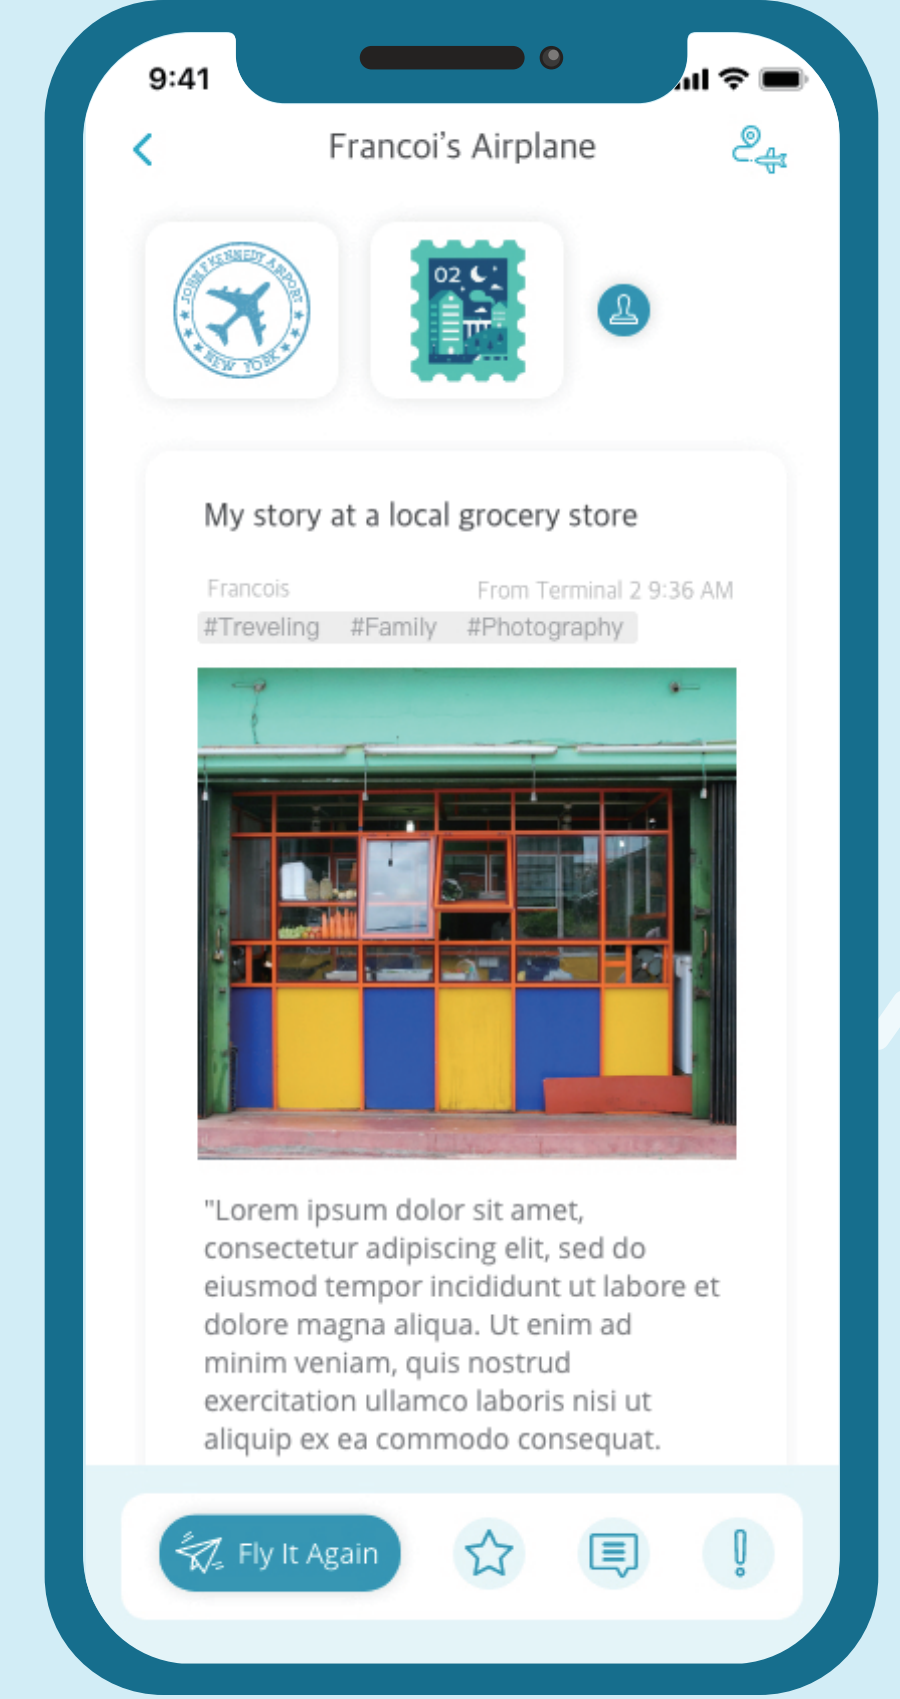 9:41
Francoi's Airplane
JOHN F KENNEDY AIRPORT
NEW YORK
02
My story at a local grocery store
Francois From Terminal 2 9:36 AM
#Treveling #Family #Photography
"Lorem ipsum dolor sit amet,
consectetur adipiscing elit, sed do
eiusmod tempor incididunt ut labore et
dolore magna aliqua. Ut enim ad
minim veniam, quis nostrud
exercitation ullamco laboris nisi ut
aliquip ex ea commodo consequat.
Fly It Again